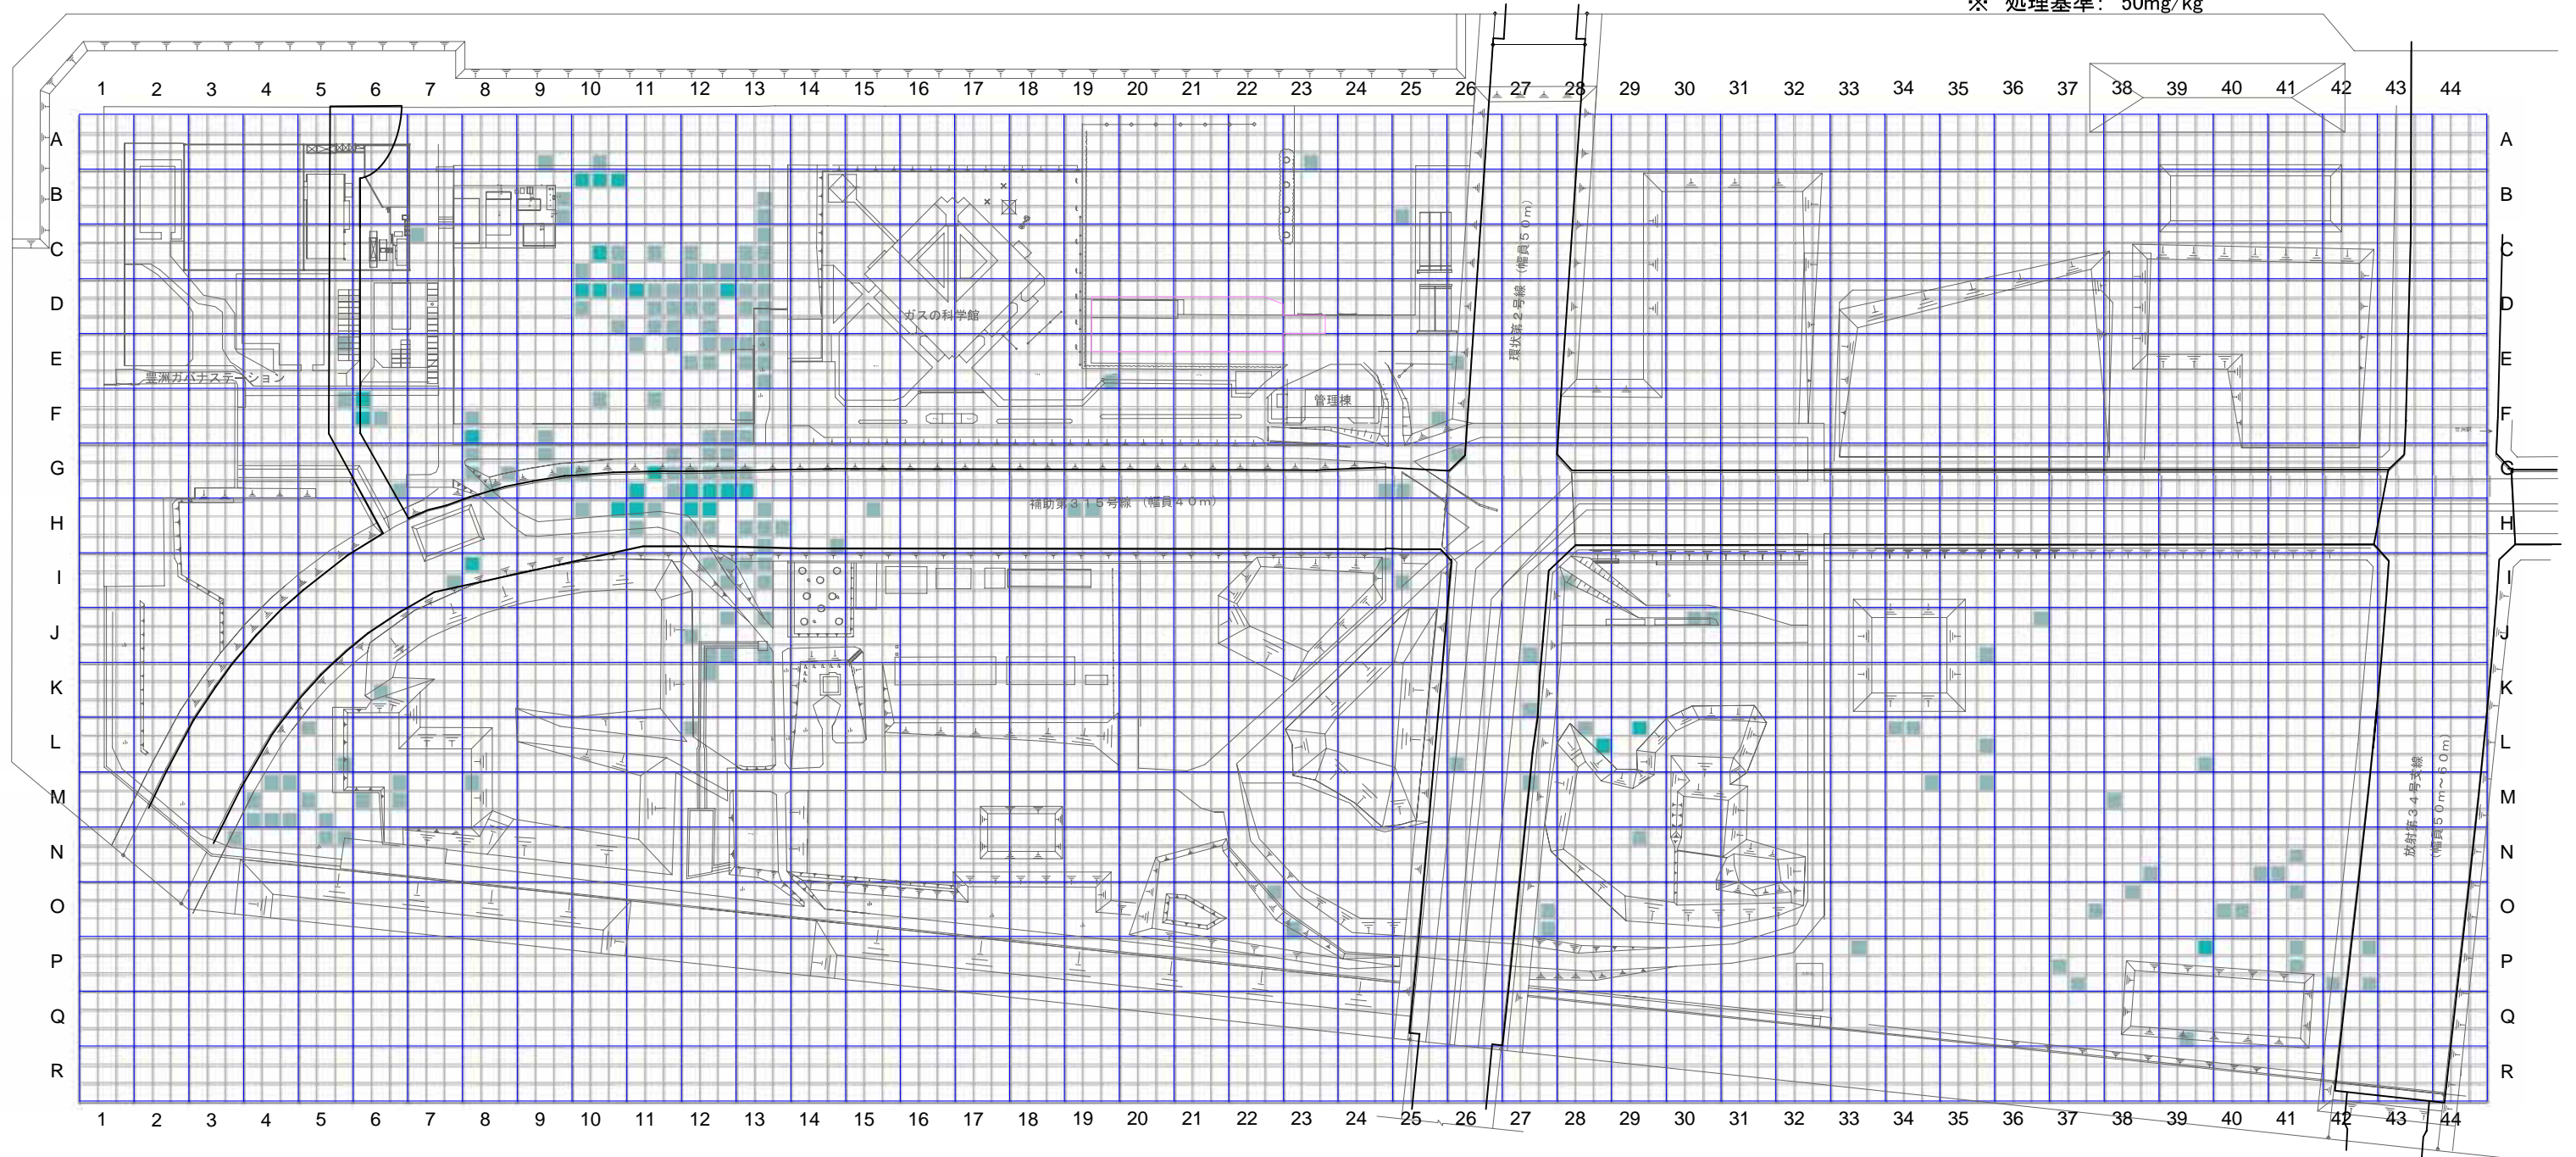 ※ 処理基準: 50mg/kg
1 2 3 4 5 6 7 8 9 10 11 12 13 14 15 16 17 18 19 20 21 22 23 24 25 26 27 28 29 30 31 32 33 34 35 36 37 38 39 40 41 42 43 44
A A
B B
C C
D D
ガスの科学館
環状第2号線 (幅員50m)
E E
豊洲ガバナステーション
管理棟
F F
G G
補助第315号線 (幅員40m)
H H
I I
J J
K K
L L
M M
放射第34号支線
(幅員50m~60m)
N N
O O
P P
Q Q
R R
1 2 3 4 5 6 7 8 9 10 11 12 13 14 15 16 17 18 19 20 21 22 23 24 25 26 27 28 29 30 31 32 33 34 35 36 37 38 39 40 41 42 43 44